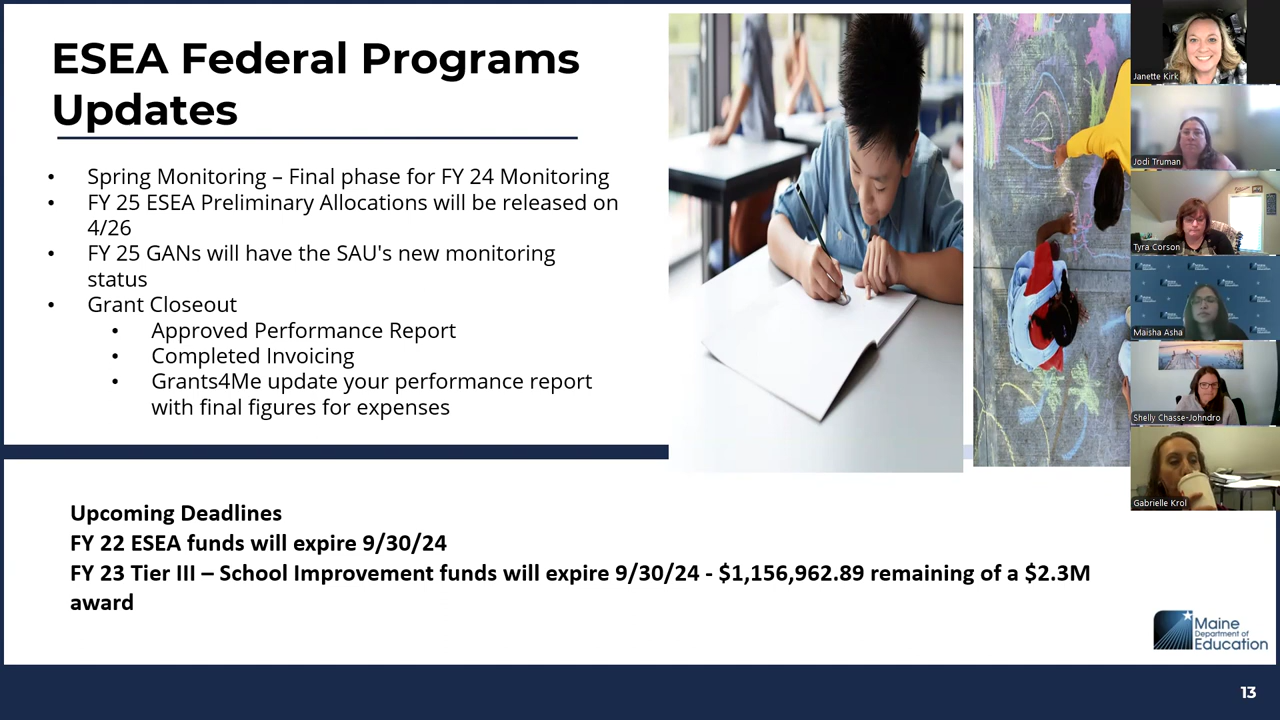 ESEA Federal Programs
Updates
• Spring Monitoring – Final phase for FY 24 Monitoring
• FY 25 ESEA Preliminary Allocations will be released on
4/26
• FY 25 GANs will have the SAU's new monitoring
status
• Grant Closeout
• Approved Performance Report
• Completed Invoicing
• Grants4Me update your performance report
with final figures for expenses
Upcoming Deadlines
FY 22 ESEA funds will expire 9/30/24
FY 23 Tier III – School Improvement funds will expire 9/30/24 - $1,156,962.89 remaining of a $2.3M
award
Janette Kirk
Jodi Truman
Tyra Corson
Maisha Asha
Shelly Chasse-Johndro
Gabrielle Krol
Maine
Department of
Education
13